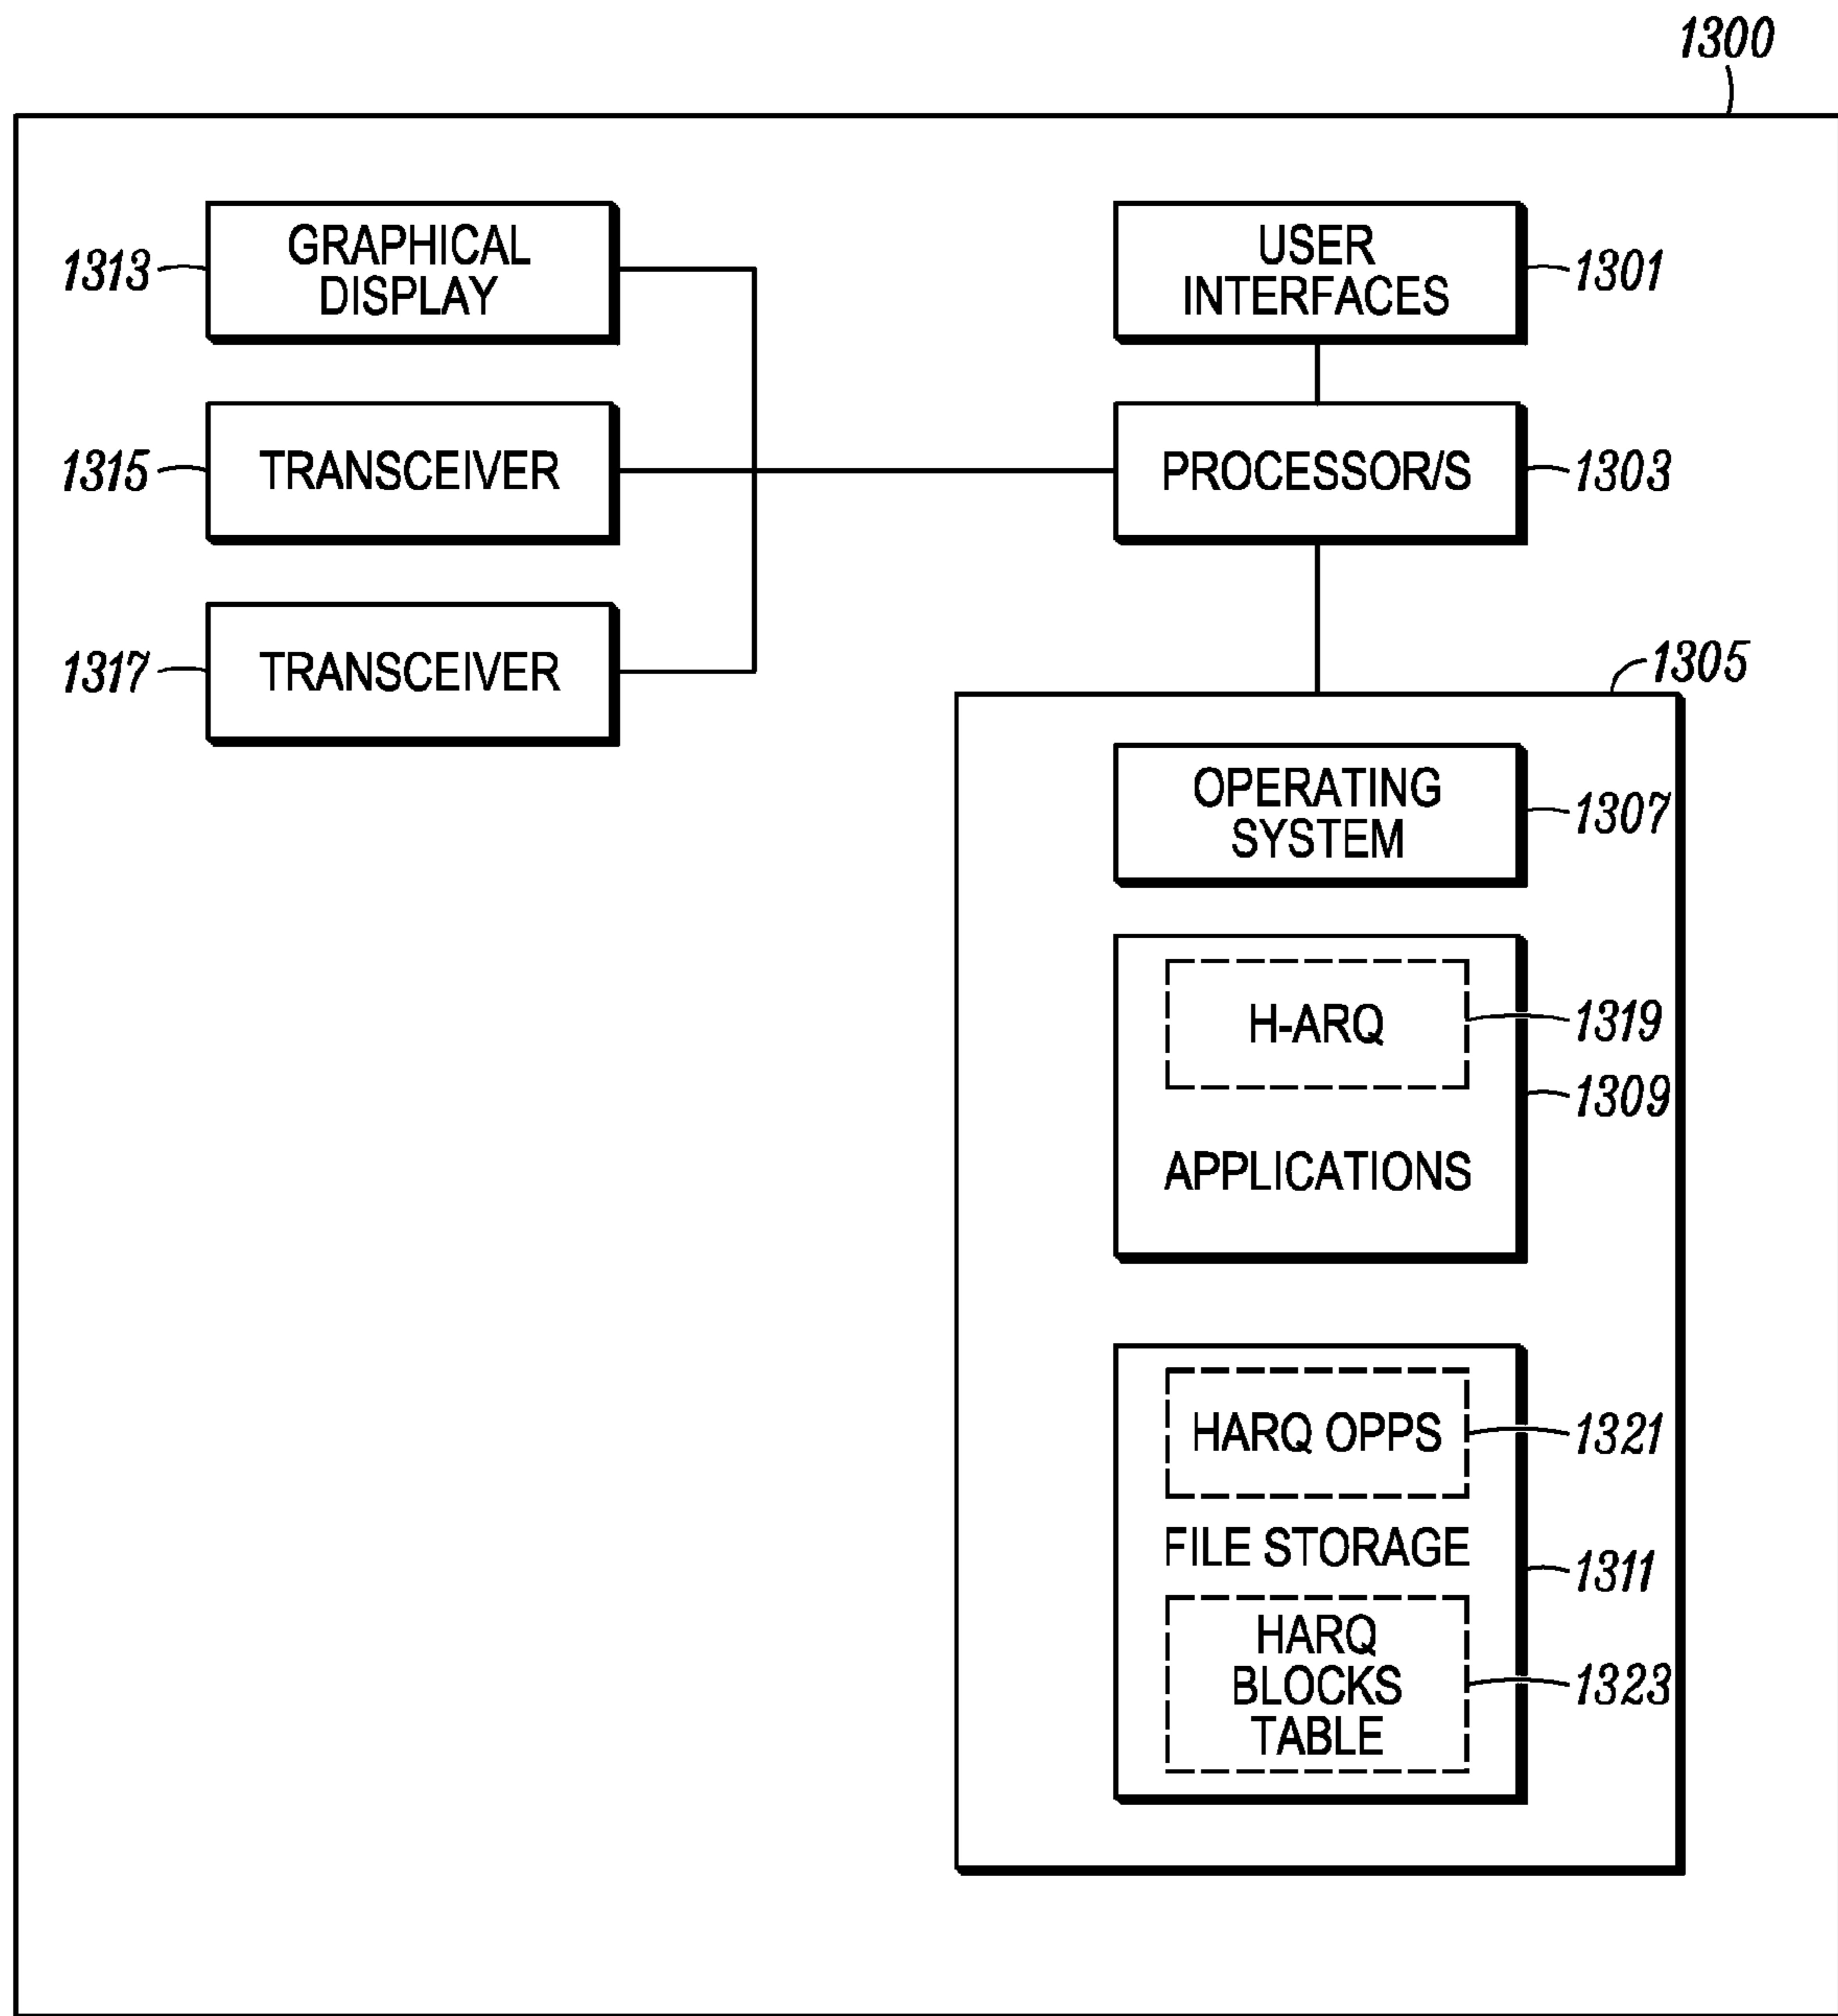 1300
GRAPHICAL
DISPLAY
1313
USER
INTERFACES
1301
1315
TRANSCEIVER
PROCESSOR/S
1303
1317
TRANSCEIVER
1305
OPERATING
SYSTEM
1307
H-ARQ
1319
1309
APPLICATIONS
HARQ OPPS
1321
FILE STORAGE
1311
HARQ
BLOCKS
TABLE
1323